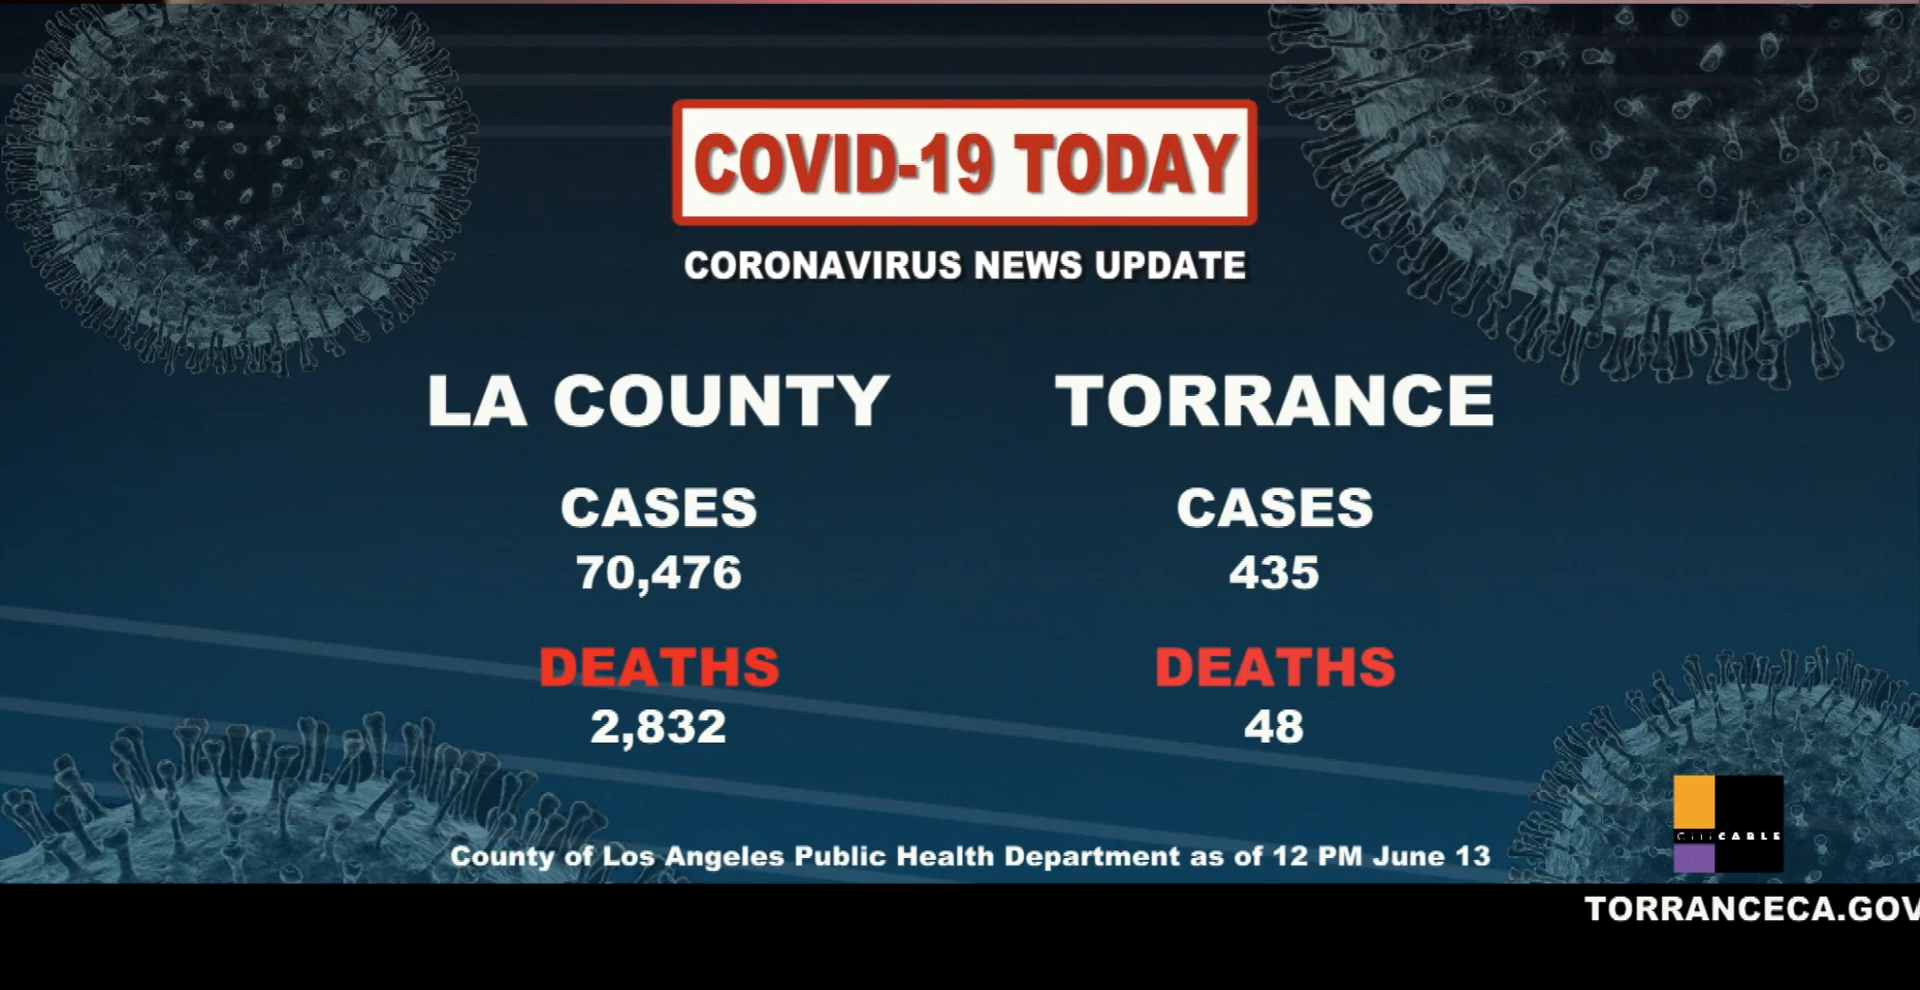 COVID-19 TODAY
CORONAVIRUS NEWS UPDATE
LA COUNTY
CASES
70,476
DEATHS
2,832
TORRANCE
CASES
435
DEATHS
48
County of Los Angeles Public Health Department as of 12 PM June 13
CitiCABLE
TORRANCECA.GOV